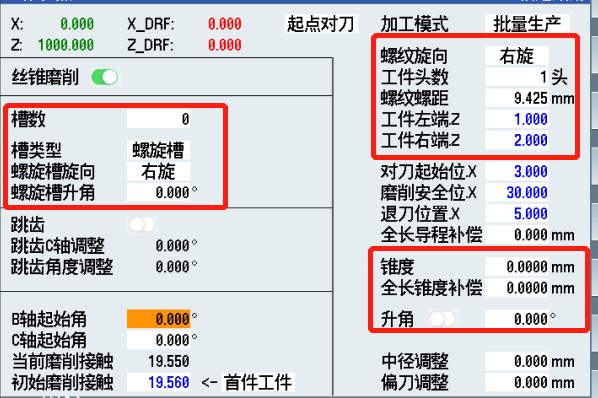 X: 0.000 X_DRF: 0.000 起点对刀 加工模式 批量生产
Z: 1000.000 Z_DRF: 0.000
丝锥磨削
槽数 0
槽类型 螺旋槽
螺旋槽旋向 右旋
螺旋槽升角 0.000°
跳齿
跳齿C轴调整 0.000°
跳齿角度调整 0.000°
B轴起始角 0.000°
C轴起始角 0.000°
当前磨削接触 19.550
初始磨削接触 19.560 <- 首件工件
螺纹旋向 右旋
工件头数 1 头
螺纹螺距 9.425 mm
工件左端.Z 1.000
工件右端.Z 2.000
对刀起始位.X 3.000
磨削安全位.X 30.000
退刀位置.X 5.000
全长导程补偿 0.000 mm
锥度 0.0000 mm
全长锥度补偿 0.0000 mm
升角 0.000°
中径调整 0.000 mm
偏刀调整 0.000 mm